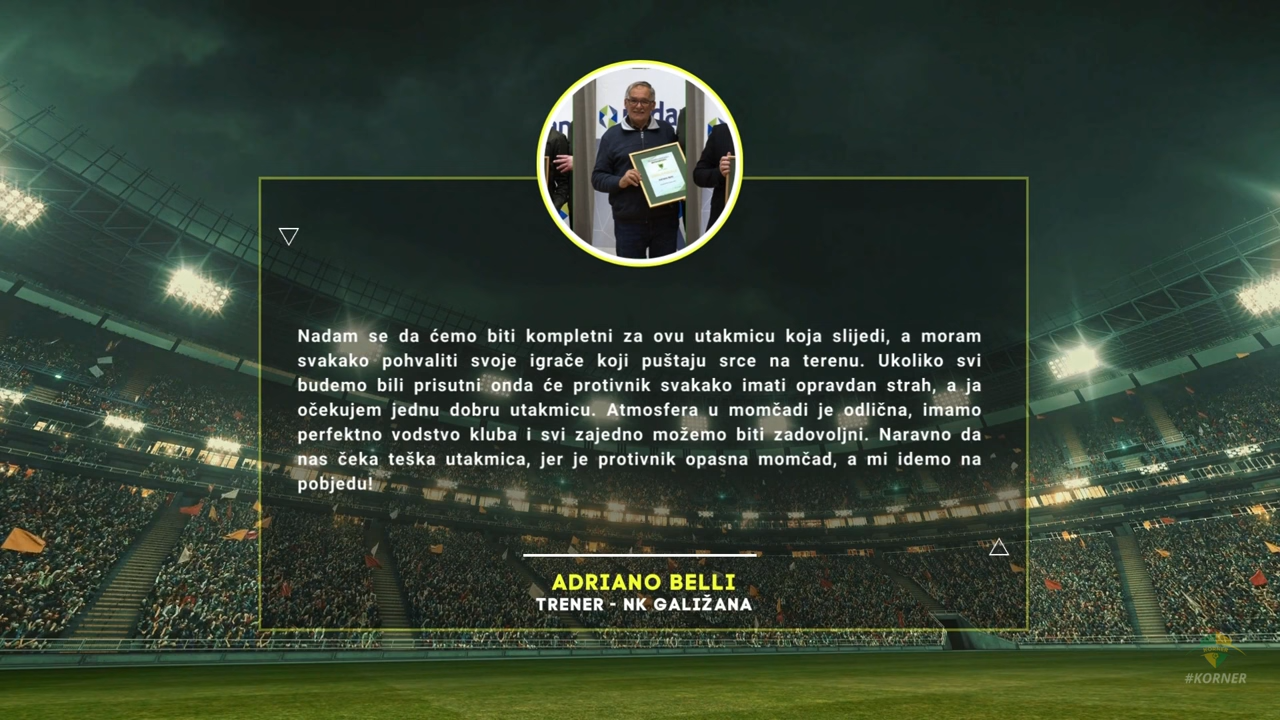 Nadam se da ćemo biti kompletni za ovu utakmicu koja slijedi, a moram
svakako pohvaliti svoje igrače koji puštaju srce na terenu. Ukoliko svi
budemo bili prisutni onda će protivnik svakako imati opravdan strah, a ja
očekujem jednu dobru utakmicu. Atmosfera u momčadi je odlična, imamo
perfektno vodstvo kluba i svi zajedno možemo biti zadovoljni. Naravno da
nas čeka teška utakmica, jer je protivnik opasna momčad, a mi idemo na
pobjedu!
ADRIANO BELLI
TRENER - NK GALIŽANA
KORNER
#KORNER